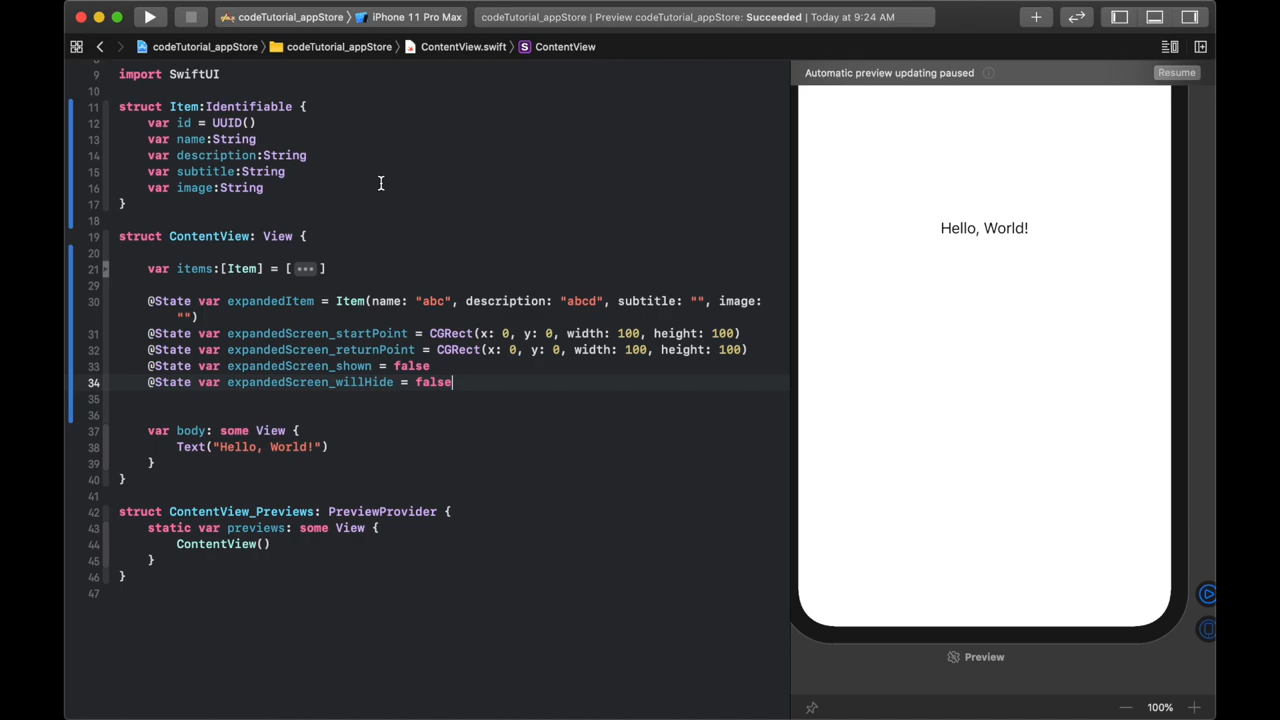 codeTutorial_appStore 〉 iPhone 11 Pro Max
codeTutorial_appStore | Preview codeTutorial_appStore: Succeeded | Today at 9:24 AM
codeTutorial_appStore 〉 codeTutorial_appStore 〉 ContentView.swift 〉 S ContentView
9 import SwiftUI
10
11 struct Item:Identifiable {
12 var id = UUID()
13 var name:String
14 var description:String
15 var subtitle:String
16 var image:String
17 }
18
19 struct ContentView: View {
20
21 var items:[Item] = [ ••• ]
29
30 @State var expandedItem = Item(name: "abc", description: "abcd", subtitle: "", image:
"")
31 @State var expandedScreen_startPoint = CGRect(x: 0, y: 0, width: 100, height: 100)
32 @State var expandedScreen_returnPoint = CGRect(x: 0, y: 0, width: 100, height: 100)
33 @State var expandedScreen_shown = false
34 @State var expandedScreen_willHide = false
35
36
37 var body: some View {
38 Text("Hello, World!")
39 }
40 }
41
42 struct ContentView_Previews: PreviewProvider {
43 static var previews: some View {
44 ContentView()
45 }
46 }
47
Automatic preview updating paused
Resume
Hello, World!
Preview
100%